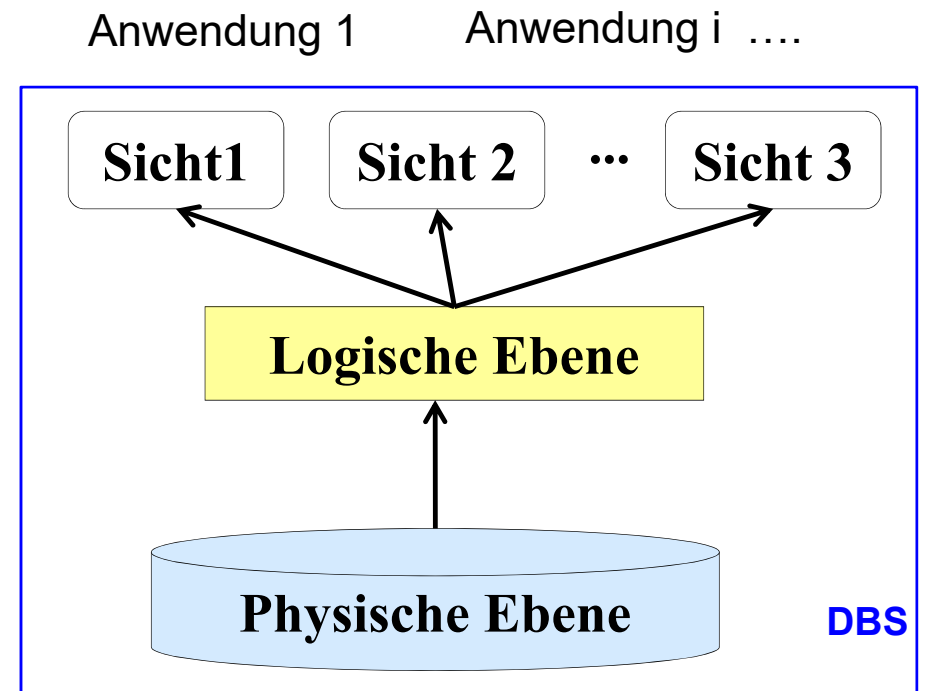 Anwendung 1 Anwendung i ….
Sicht1 Sicht 2 ... Sicht 3
Logische Ebene
Physische Ebene
DBS